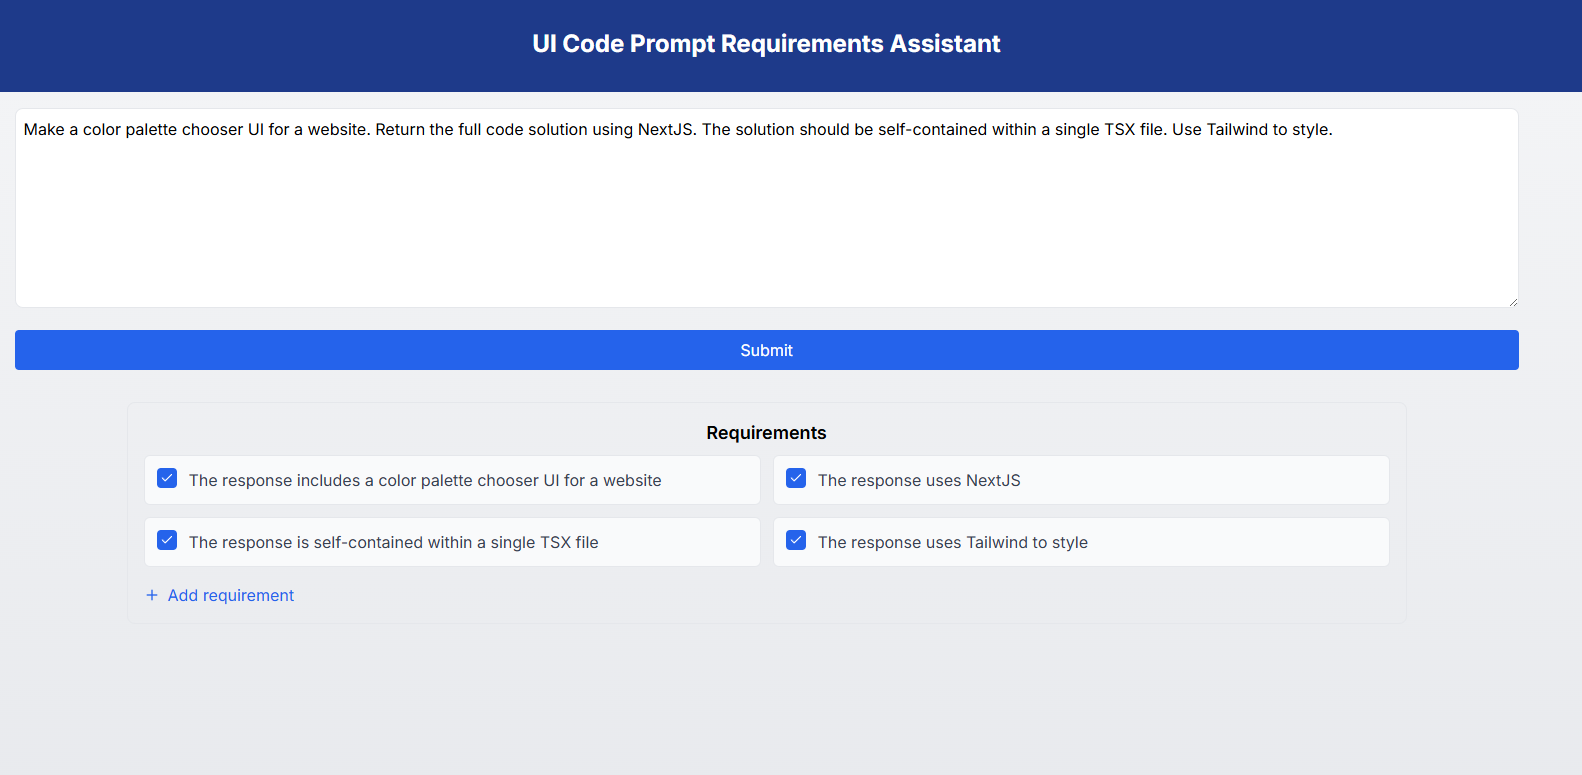 UI Code Prompt Requirements Assistant
Make a color palette chooser UI for a website. Return the full code solution using NextJS. The solution should be self-contained within a single TSX file. Use Tailwind to style.
Submit
Requirements
The response includes a color palette chooser UI for a website
The response uses NextJS
The response is self-contained within a single TSX file
The response uses Tailwind to style
+ Add requirement